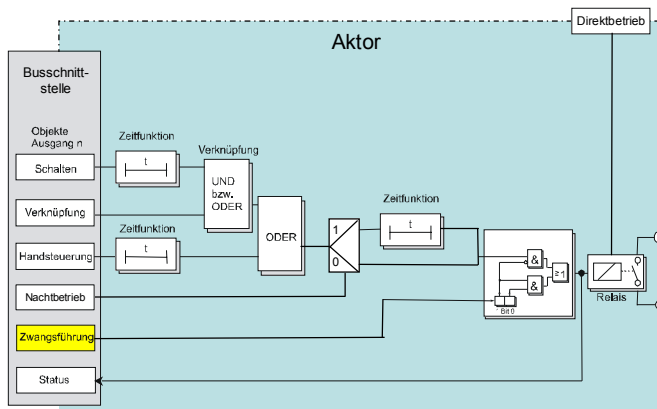 Direktbetrieb
Aktor
Busschnitt-
stelle
Objekte
Ausgang n
Schalten
Verknüpfung
Handsteuerung
Nachtbetrieb
Zwangsführung
Status
Zeitfunktion
t
Verknüpfung
UND
bzw.
ODER
Zeitfunktion
t
ODER
1
0
Zeitfunktion
t
&
&
≥1
1 Bit 0
Relais